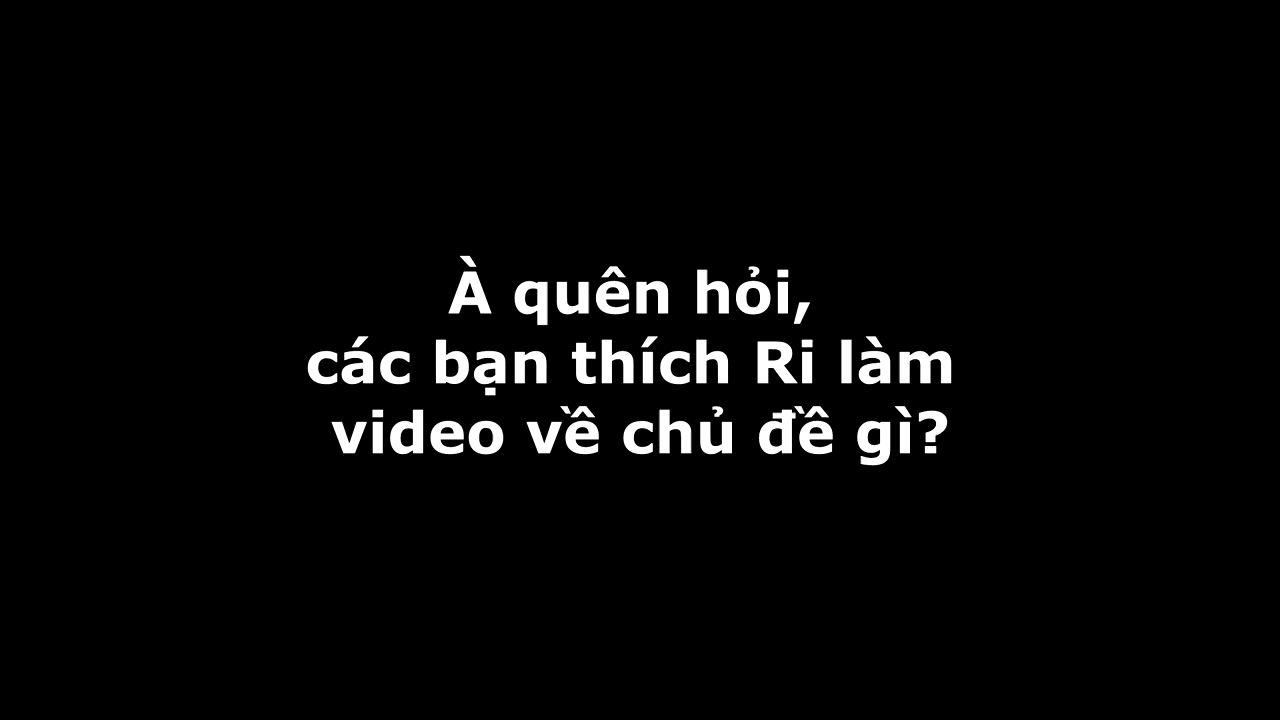 À quên hỏi,
các bạn thích Ri làm
video về chủ đề gì?